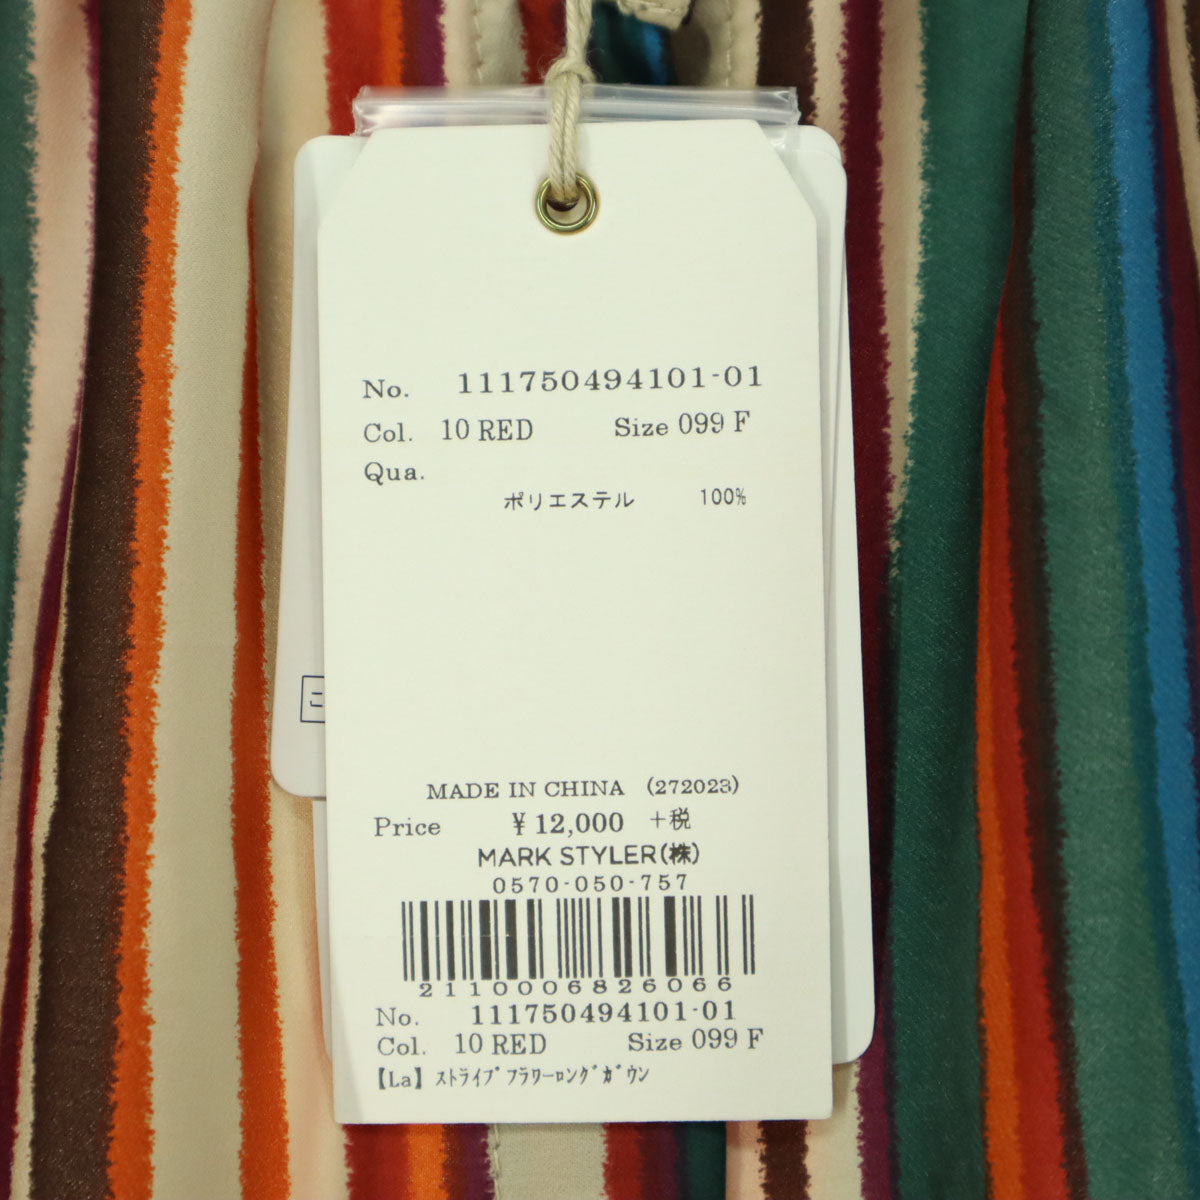 No. 111750494101-01
Col. 10 RED Size 099 F
Qua.
ポリエステル 100%
MADE IN CHINA (272023)
Price ¥ 12,000 +税
MARK STYLER(株)
0570-050-757
2110006826066
No. 111750494101-01
Col. 10 RED Size 099 F
【La】ｽﾄﾗｲﾌﾟﾌﾗﾜｰﾛﾝｸﾞｶﾞｳﾝ